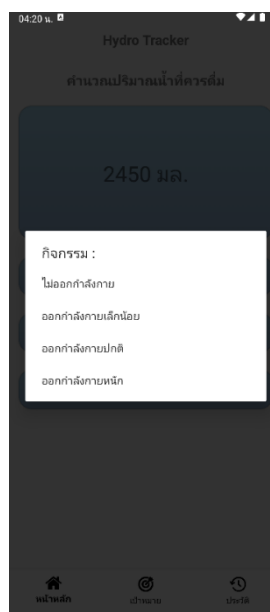 04:20 น.
Hydro Tracker
คำนวณปริมาณน้ำที่ควรดื่ม
2450 มล.
กิจกรรม :
ไม่ออกกำลังกาย
ออกกำลังกายเล็กน้อย
ออกกำลังกายปกติ
ออกกำลังกายหนัก
หน้าหลัก เป้าหมาย ประวัติ